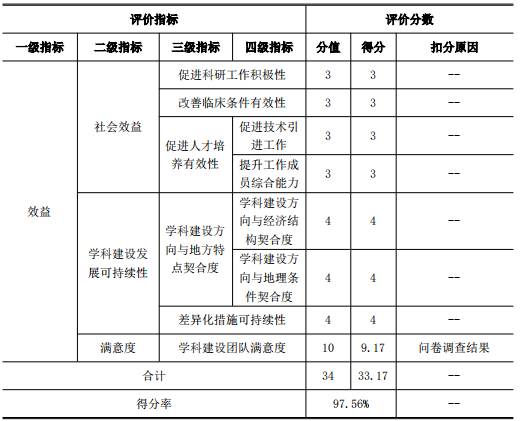 评价指标 评价分数
一级指标 二级指标 三级指标 四级指标 分值 得分 扣分原因
效益
社会效益
促进科研工作积极性 3 3 --
改善临床条件有效性 3 3 --
促进人才培
养有效性
促进技术引
进工作
3 3 --
提升工作成
员综合能力
3 3 --
学科建设发
展可持续性
学科建设方
向与地方特
点契合度
学科建设方
向与经济结
构契合度
4 4 --
学科建设方
向与地理条
件契合度
4 4 --
差异化措施可持续性 4 4 --
满意度 学科建设团队满意度 10 9.17 问卷调查结果
合计 34 33.17 --
得分率 97.56%